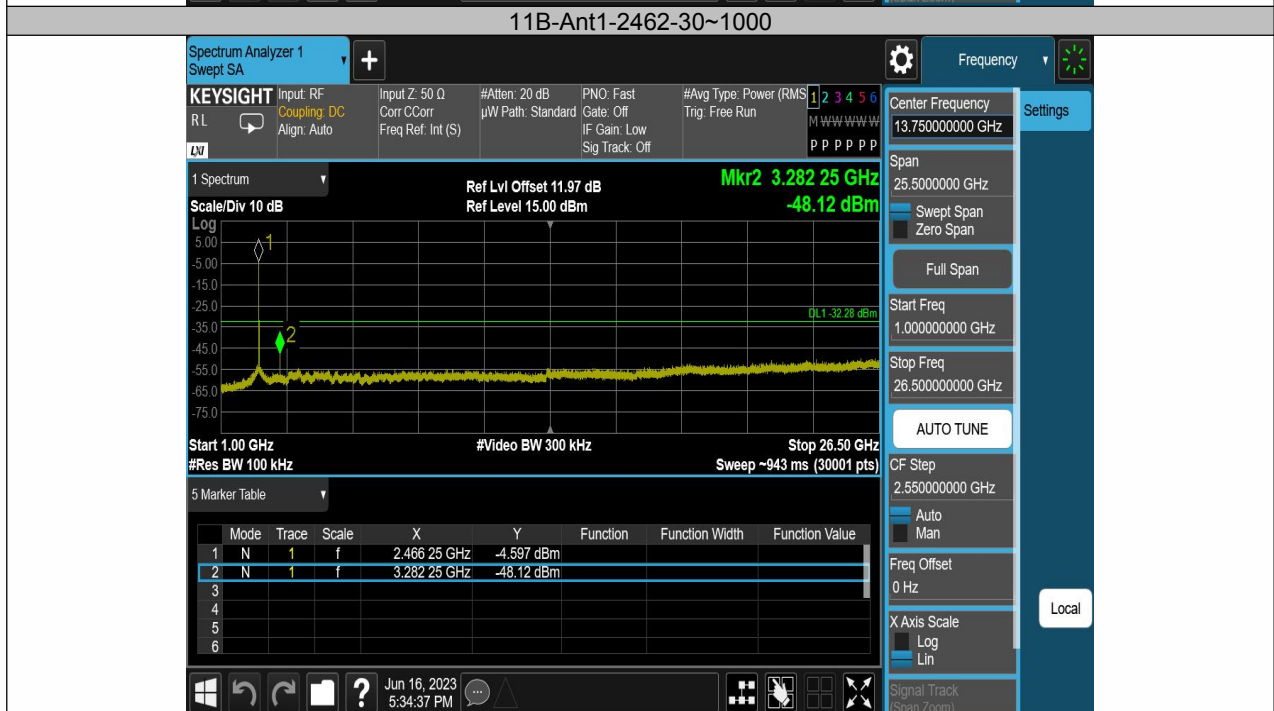 11B-Ant1-2462-30~1000
Spectrum Analyzer 1
Swept SA
+
Frequency
KEYSIGHT
RL
LXI
Input: RF
Coupling: DC
Align: Auto
Input Z: 50 Ω
Corr CCorr
Freq Ref: Int (S)
#Atten: 20 dB
µW Path: Standard
PNO: Fast
Gate: Off
IF Gain: Low
Sig Track: Off
#Avg Type: Power (RMS
Trig: Free Run
1 2 3 4 5 6
M W W W W W
P P P P P P
1 Spectrum
Scale/Div 10 dB
Ref Lvl Offset 11.97 dB
Ref Level 15.00 dBm
Mkr2 3.282 25 GHz
-48.12 dBm
Log
5.00
-5.00
-15.0
-25.0
-35.0
-45.0
-55.0
-65.0
-75.0
1
2
DL1 -32.28 dBm
Start 1.00 GHz
#Res BW 100 kHz
#Video BW 300 kHz
Stop 26.50 GHz
Sweep ~943 ms (30001 pts)
5 Marker Table
Mode Trace Scale X Y Function Function Width Function Value
1 N 1 f 2.466 25 GHz -4.597 dBm
2 N 1 f 3.282 25 GHz -48.12 dBm
3
4
5
6
?
Jun 16, 2023
5:34:37 PM
Center Frequency
13.750000000 GHz
Settings
Span
25.5000000 GHz
Swept Span
Zero Span
Full Span
Start Freq
1.000000000 GHz
Stop Freq
26.500000000 GHz
AUTO TUNE
CF Step
2.550000000 GHz
Auto
Man
Freq Offset
0 Hz
X Axis Scale
Log
Lin
Local
Signal Track
(Span Zoom)